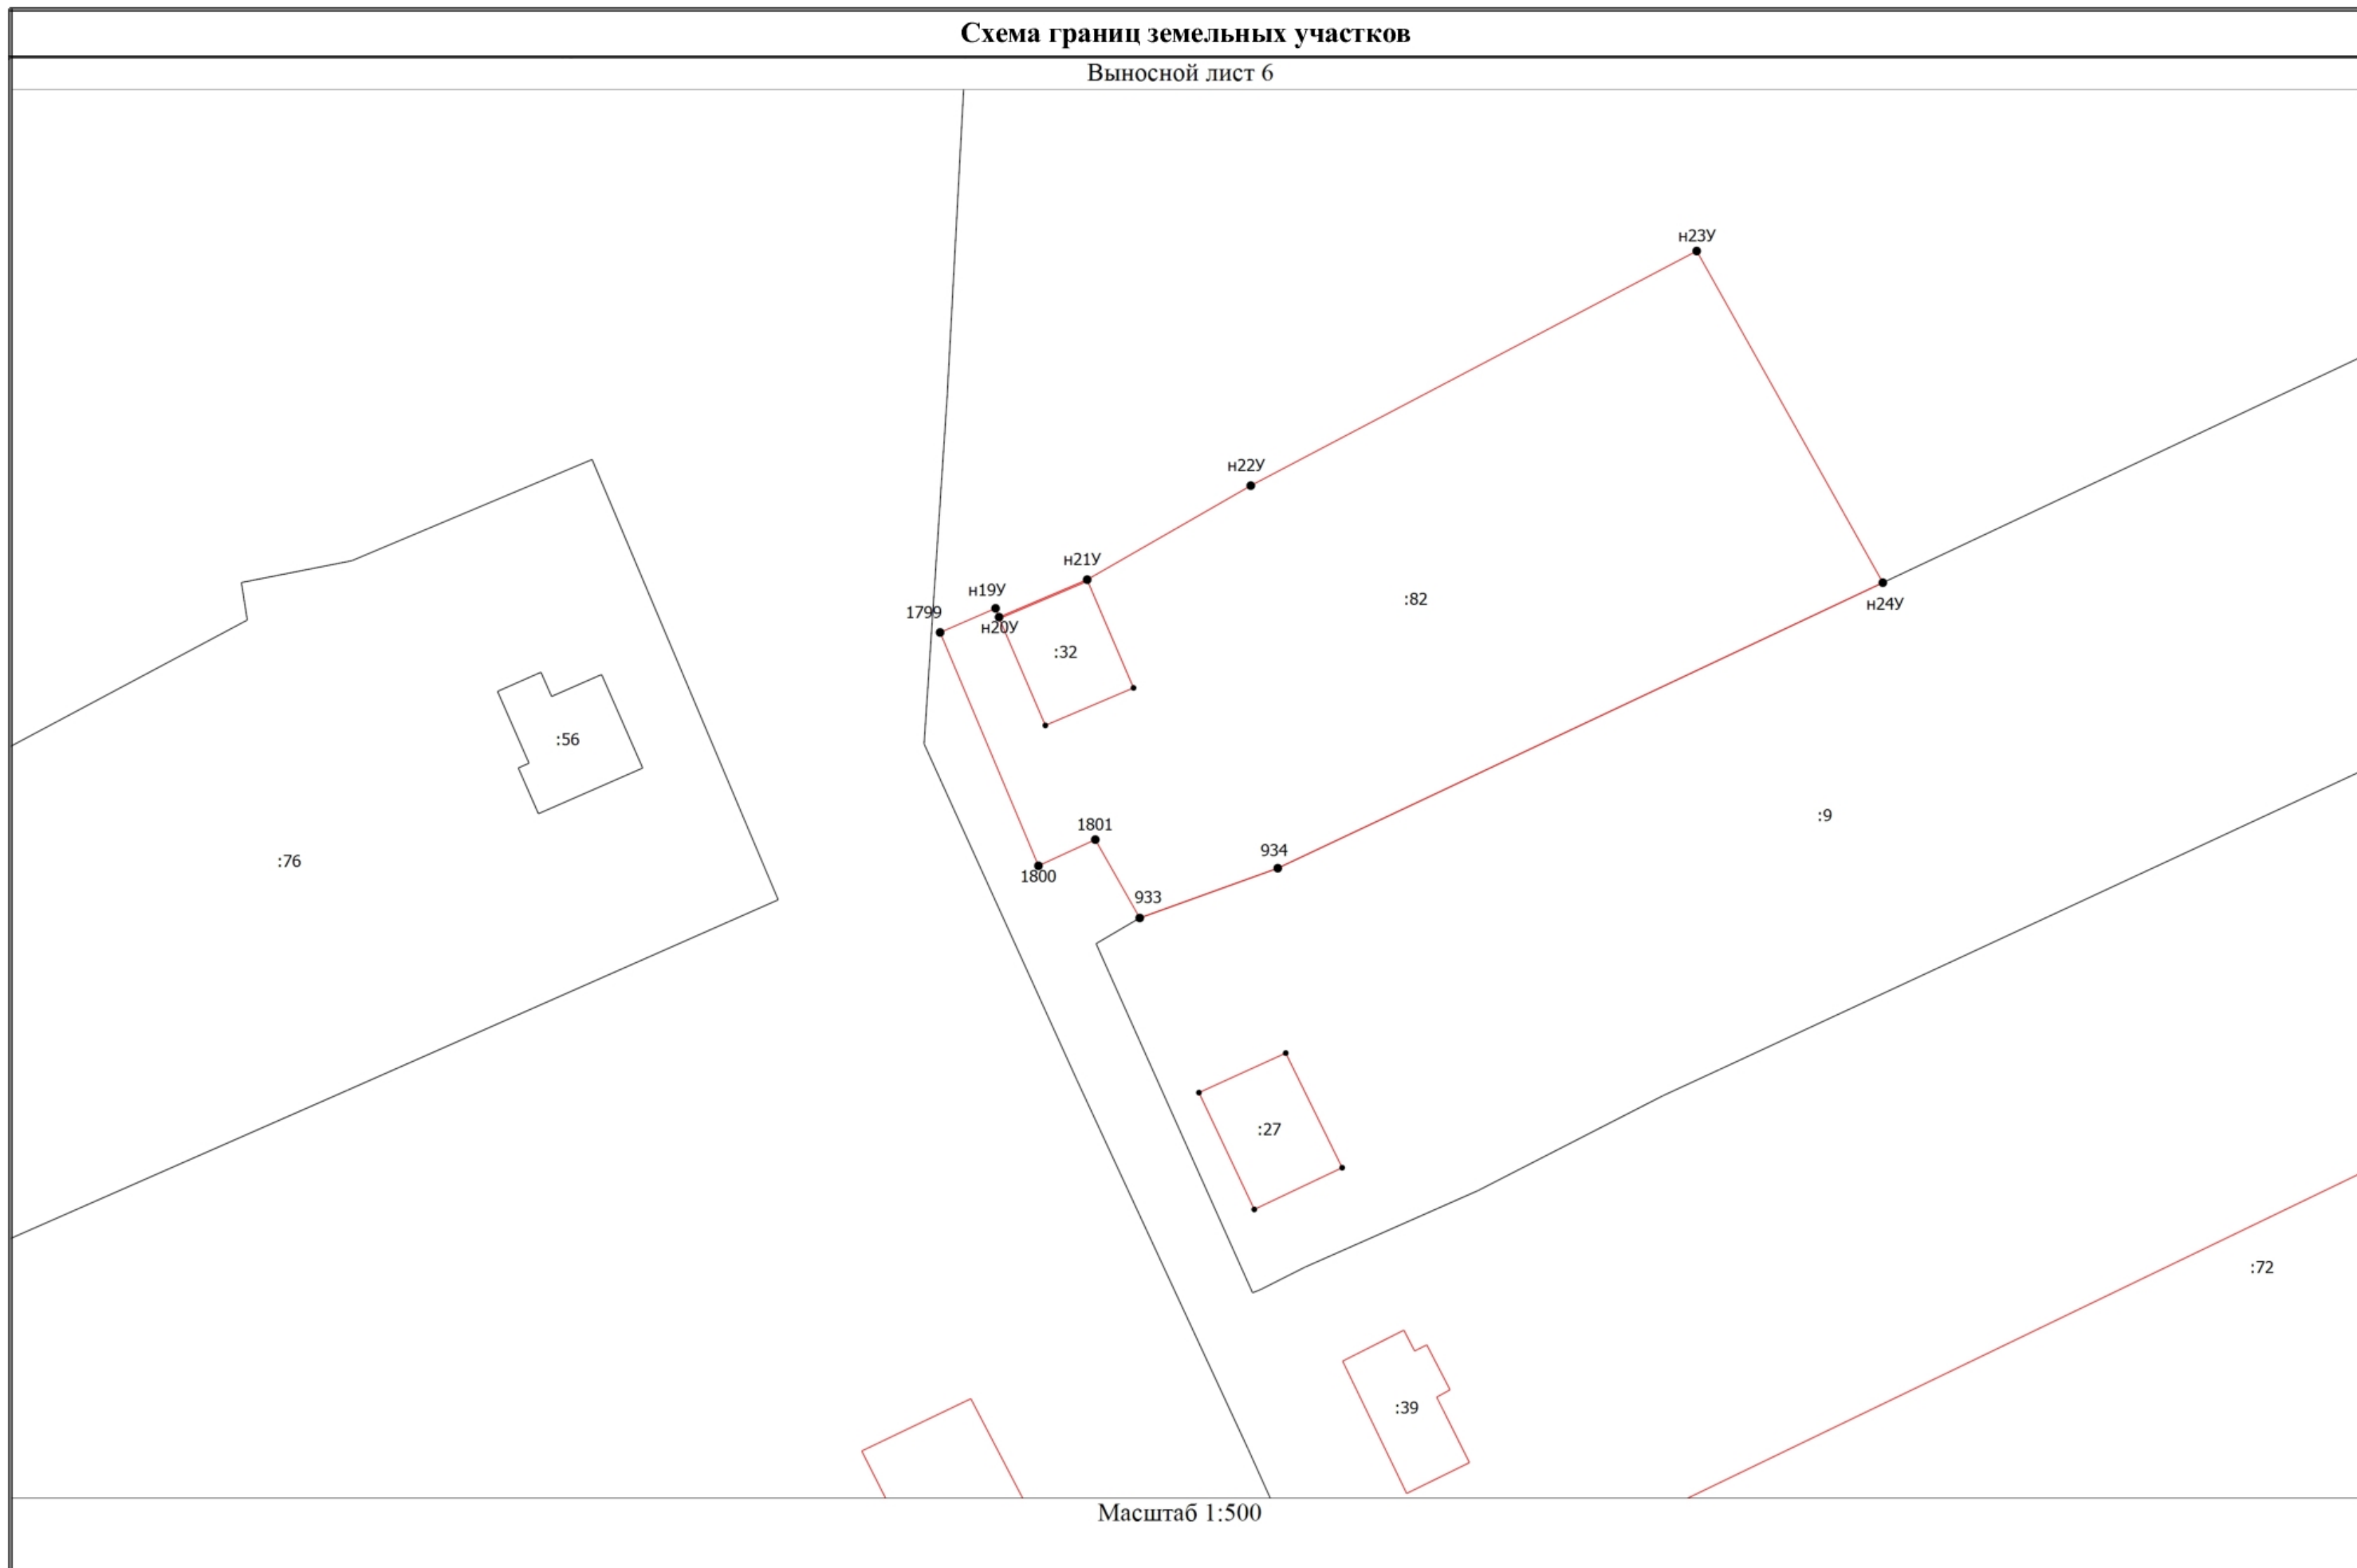 Схема границ земельных участков
Выносной лист 6
н23У
н22У
н21У
н19У
:82
н24У
1799
н20У
:32
:56
:9
1801
934
:76
1800
933
:27
:72
:39
Масштаб 1:500